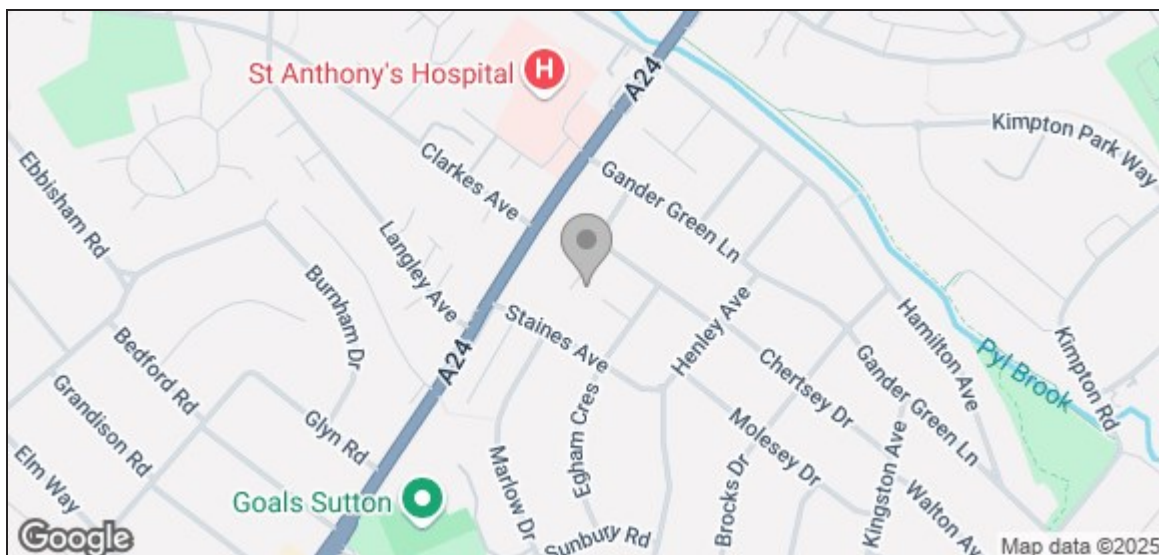 St Anthony's Hospital
H
A24
Kimpton Park Way
Clarkes Ave
Gander Green Ln
Ebbisham Rd
Langley Ave
Burnham Dr
Staines Ave
Henley Ave
Hamilton Ave
Pyl Brook
Kimpton Rd
A24
Bedford Rd
Grandison Rd
Glyn Rd
Egham Cres
Chertsey Dr
Gander Green Ln
Molesey Dr
Elm Way
Marlow Dr
Brocks Dr
Kingston Ave
Walton Av
Goals Sutton
Sunbury Rd
Google
Map data ©2025